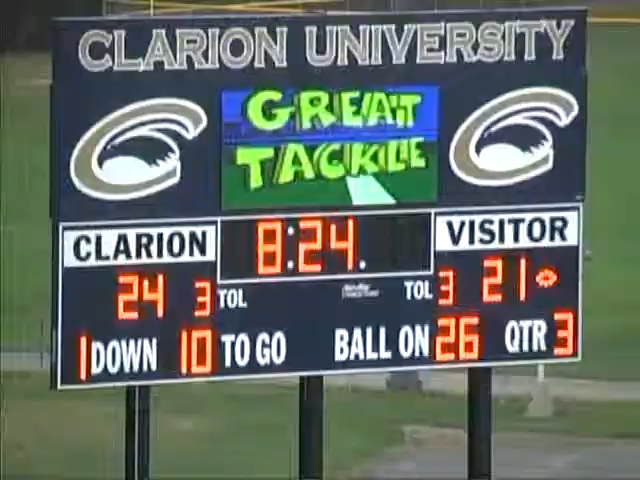 CLARION UNIVERSITY
GREAT
TACKLE
CLARION 8:24. VISITOR
24 3 TOL TOL 3 21
1 DOWN 10 TO GO BALL ON 26 QTR 3